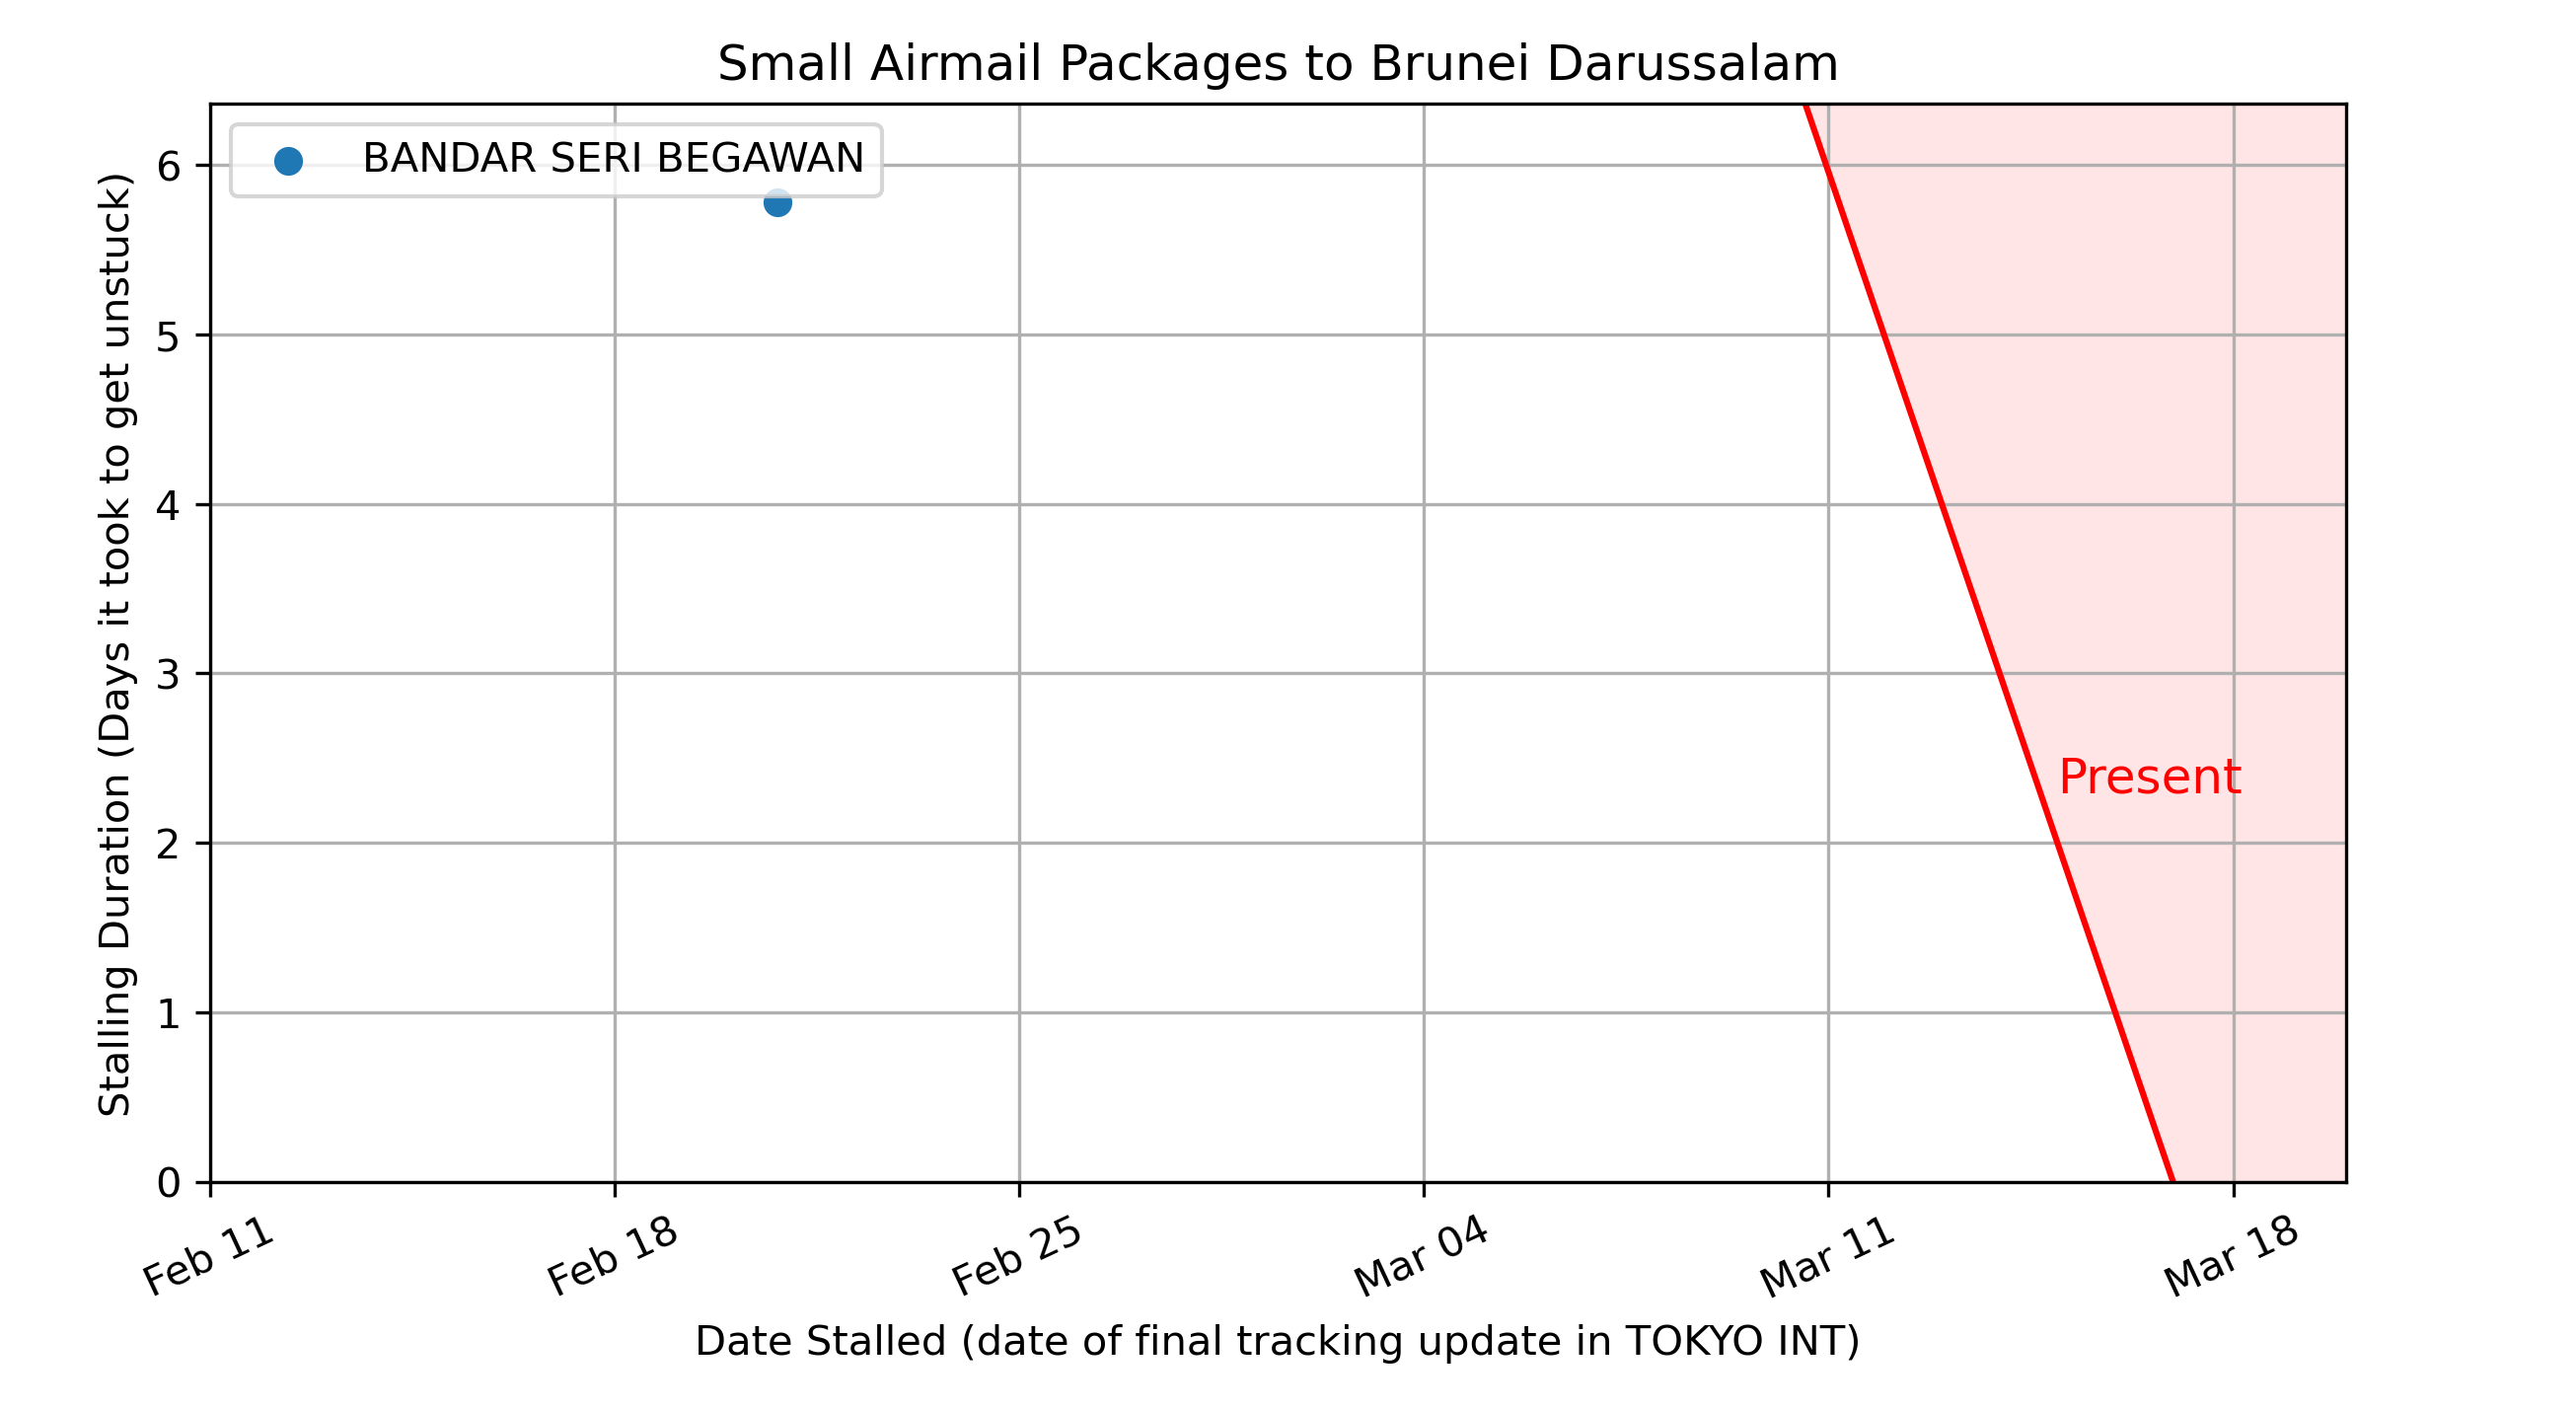 Small Airmail Packages to Brunei Darussalam
BANDAR SERI BEGAWAN
Stalling Duration (Days it took to get unstuck)
6
5
4
3
2
1
0
Present
Feb 11
Feb 18
Feb 25
Mar 04
Mar 11
Mar 18
Date Stalled (date of final tracking update in TOKYO INT)